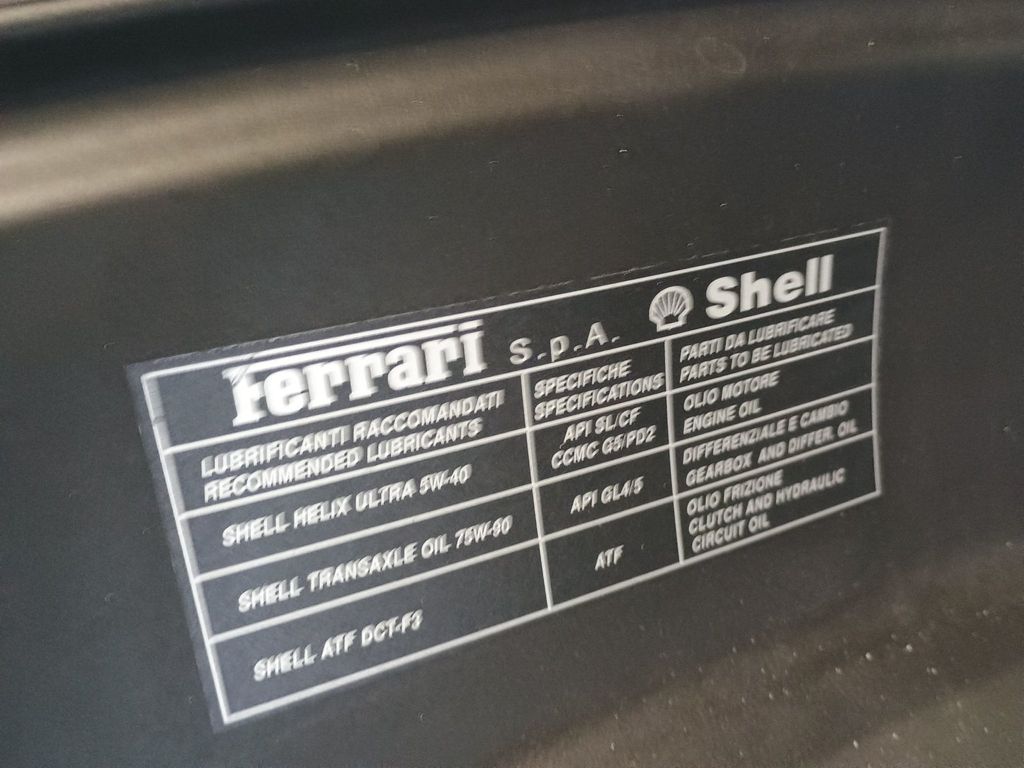 Ferrari S.p.A. Shell
LUBRIFICANTI RACCOMANDATI
RECOMMENDED LUBRICANTS
SPECIFICHE
SPECIFICATIONS
PARTI DA LUBRIFICARE
PARTS TO BE LUBRICATED
SHELL HELIX ULTRA 5W-40
API SL/CF
CCMC G5/PD2
OLIO MOTORE
ENGINE OIL
SHELL TRANSAXLE OIL 75W-90
API GL4/5
DIFFERENZIALE E CAMBIO
GEARBOX AND DIFFER. OIL
SHELL ATF DCT-F3
ATF
OLIO FRIZIONE
CLUTCH AND HYDRAULIC
CIRCUIT OIL